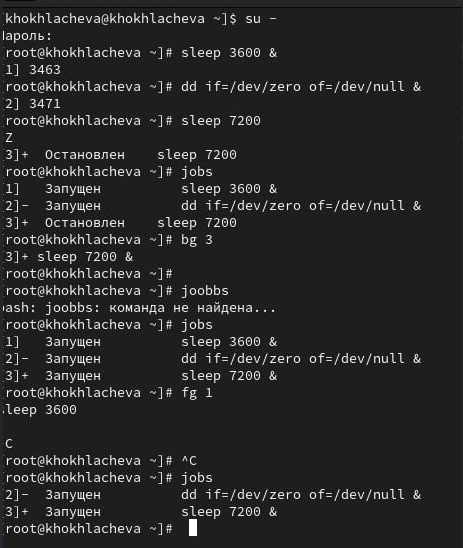 [khokhlacheva@khokhlacheva ~]$ su -
Пароль:
[root@khokhlacheva ~]# sleep 3600 &
[1] 3463
[root@khokhlacheva ~]# dd if=/dev/zero of=/dev/null &
[2] 3471
[root@khokhlacheva ~]# sleep 7200
^Z
[3]+  Остановлен    sleep 7200
[root@khokhlacheva ~]# jobs
[1]   Запущен          sleep 3600 &
[2]-  Запущен          dd if=/dev/zero of=/dev/null &
[3]+  Остановлен    sleep 7200
[root@khokhlacheva ~]# bg 3
[3]+ sleep 7200 &
[root@khokhlacheva ~]#
[root@khokhlacheva ~]# joobbs
bash: joobbs: команда не найдена...
[root@khokhlacheva ~]# jobs
[1]   Запущен          sleep 3600 &
[2]-  Запущен          dd if=/dev/zero of=/dev/null &
[3]+  Запущен          sleep 7200 &
[root@khokhlacheva ~]# fg 1
sleep 3600
^C
[root@khokhlacheva ~]# ^C
[root@khokhlacheva ~]# jobs
[2]-  Запущен          dd if=/dev/zero of=/dev/null &
[3]+  Запущен          sleep 7200 &
[root@khokhlacheva ~]#